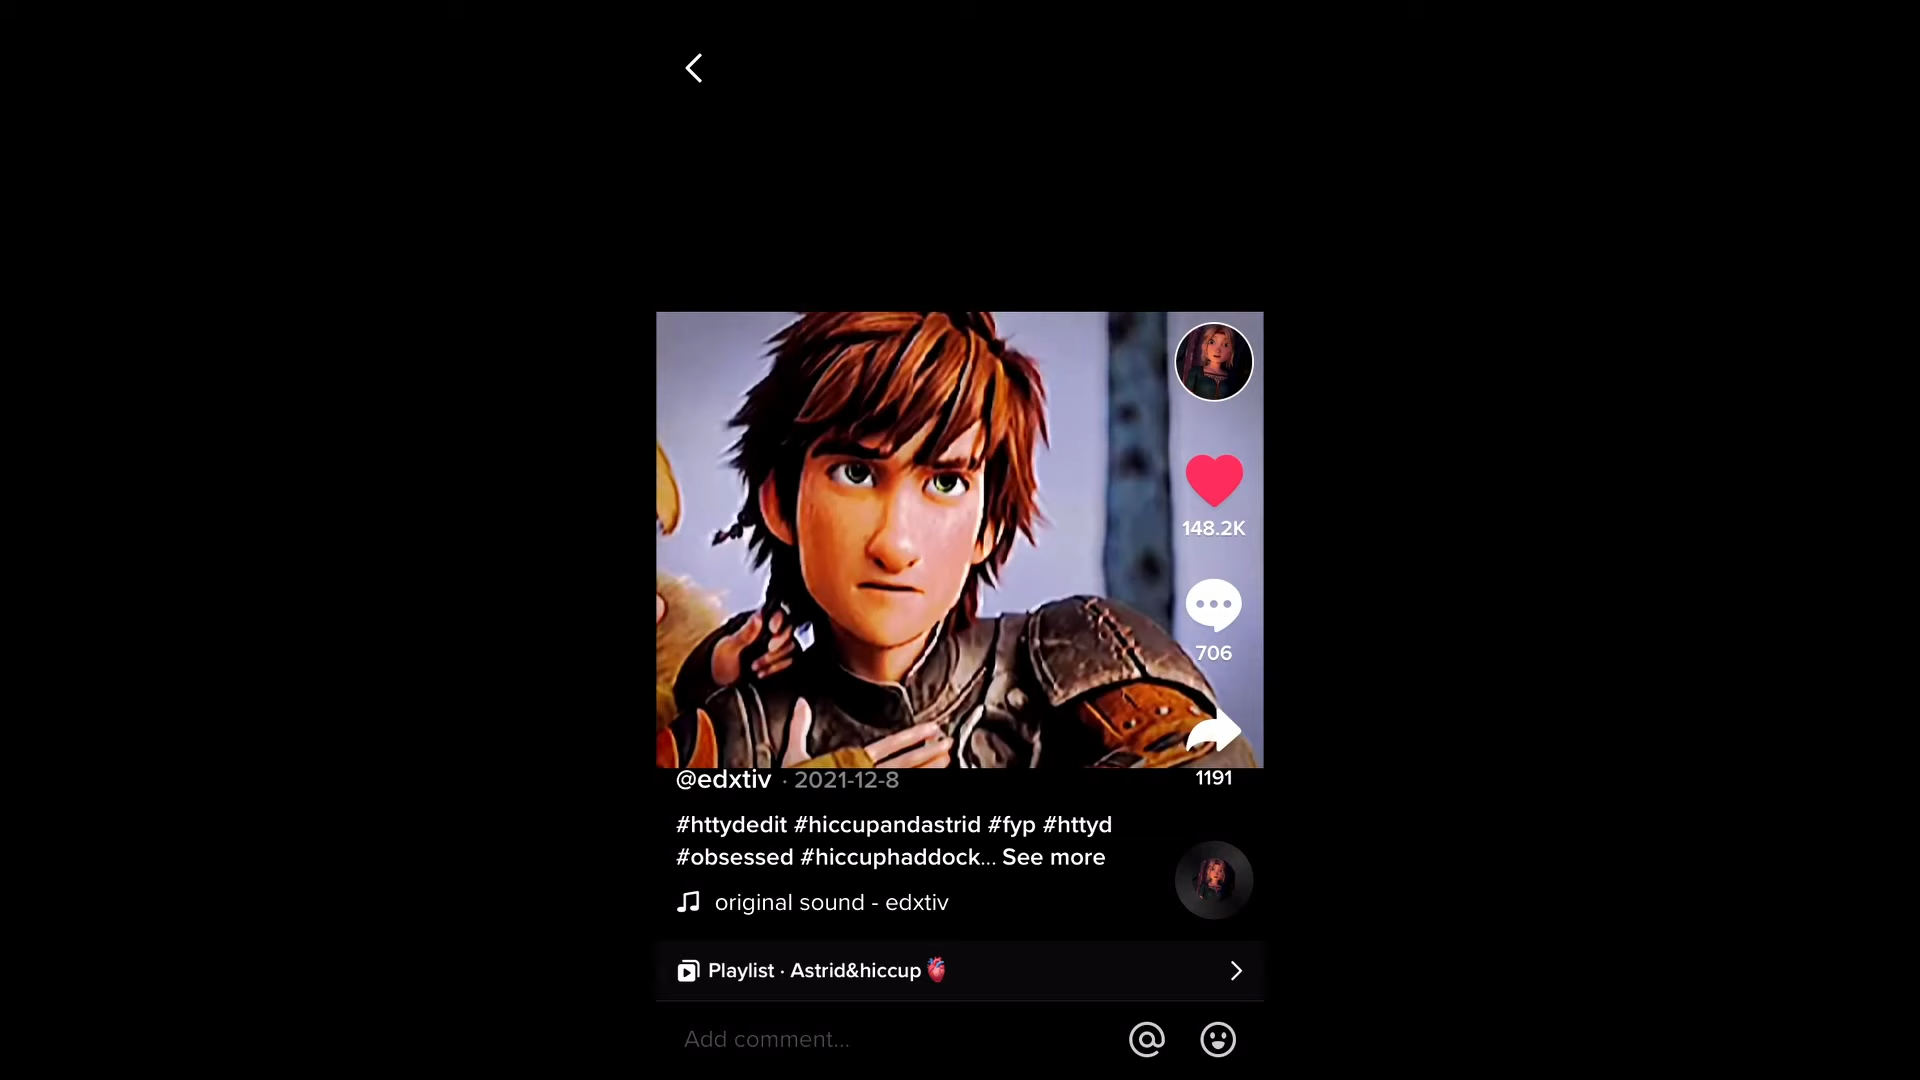 148.2K
706
1191
@edxtiv · 2021-12-8
#httydedit #hiccupandastrid #fyp #httyd
#obsessed #hiccuphaddock... See more
original sound - edxtiv
Playlist · Astrid&hiccup🫀
Add comment...